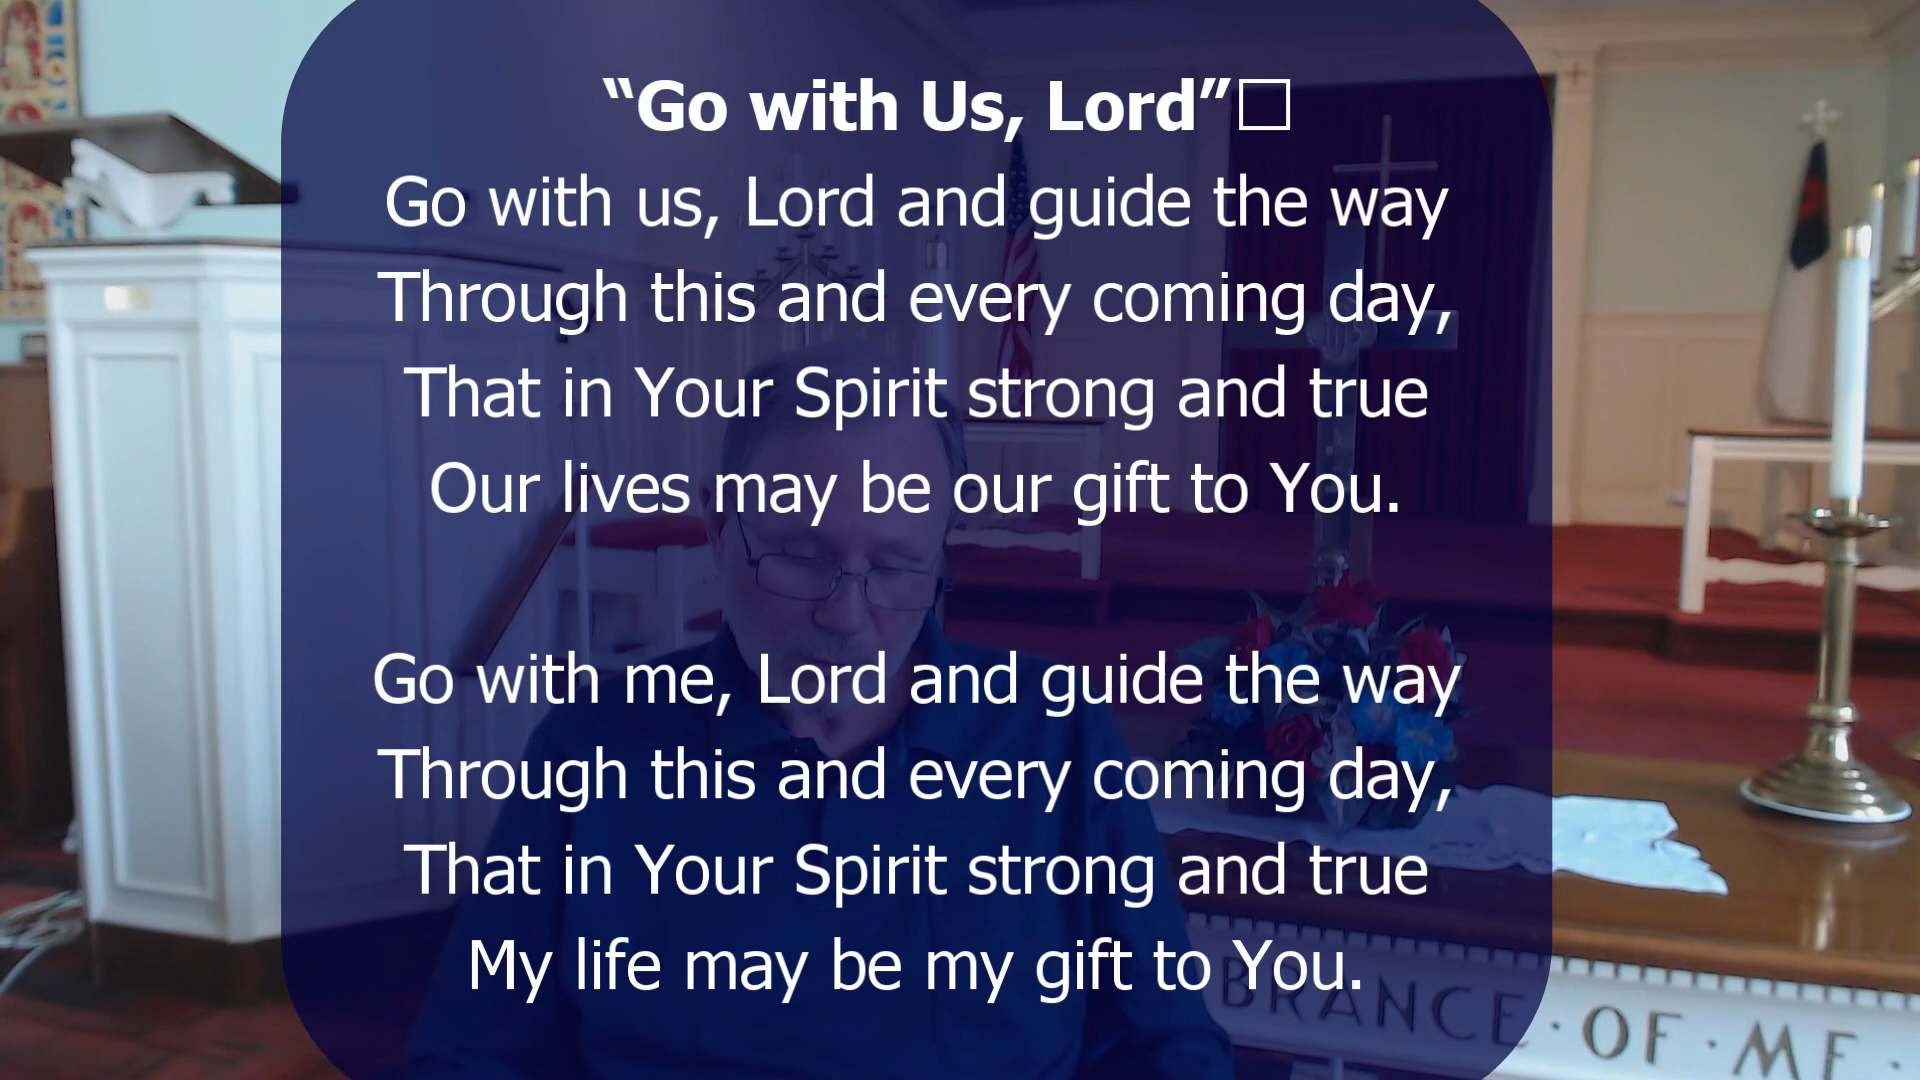 “Go with Us, Lord”□
Go with us, Lord and guide the way
Through this and every coming day,
That in Your Spirit strong and true
Our lives may be our gift to You.
Go with me, Lord and guide the way
Through this and every coming day,
That in Your Spirit strong and true
My life may be my gift to You.
BRANCE · OF · ME ·